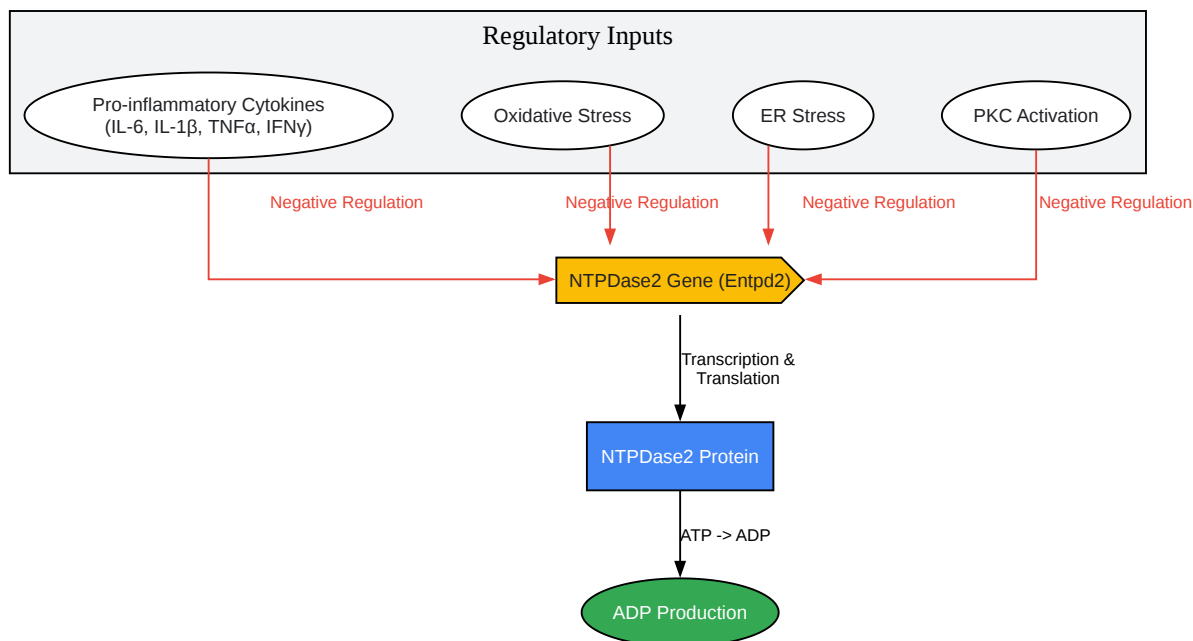 Regulatory Inputs
Pro-inflammatory Cytokines
(IL-6, IL-1β, TNFα, IFNγ)
Oxidative Stress
ER Stress
PKC Activation
Negative Regulation
Negative Regulation
Negative Regulation
Negative Regulation
NTPDase2 Gene (Entpd2)
Transcription &
Translation
NTPDase2 Protein
ATP -> ADP
ADP Production